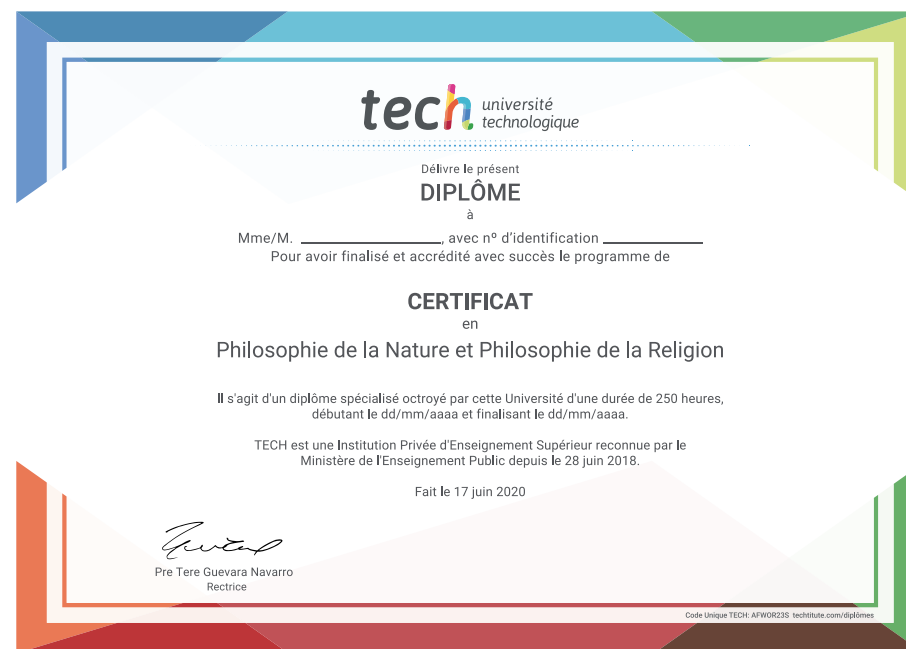 tech université
technologique
Délivre le présent
DIPLÔME
à
Mme/M. ____________, avec nº d'identification ____________
Pour avoir finalisé et accrédité avec succès le programme de
CERTIFICAT
en
Philosophie de la Nature et Philosophie de la Religion
Il s'agit d'un diplôme spécialisé octroyé par cette Université d'une durée de 250 heures,
débutant le dd/mm/aaaa et finalisant le dd/mm/aaaa.
TECH est une Institution Privée d'Enseignement Supérieur reconnue par le
Ministère de l'Enseignement Public depuis le 28 juin 2018.
Fait le 17 juin 2020
Pre Tere Guevara Navarro
Rectrice
Code Unique TECH: AFWOR23S techtitute.com/diplômes